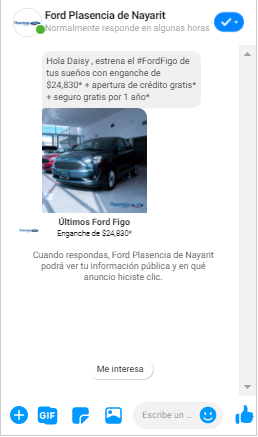 Ford Plasencia de Nayarit
Normalmente responde en algunas horas
Hola Daisy , estrena el #FordFigo de
tus sueños con enganche de
$24,830* + apertura de crédito gratis*
+ seguro gratis por 1 año*
Últimos Ford Figo
Enganche de $24,830*
Cuando respondas, Ford Plasencia de Nayarit
podrá ver tu información pública y en qué
anuncio hiciste clic.
Me interesa
GIF
Escribe un ...